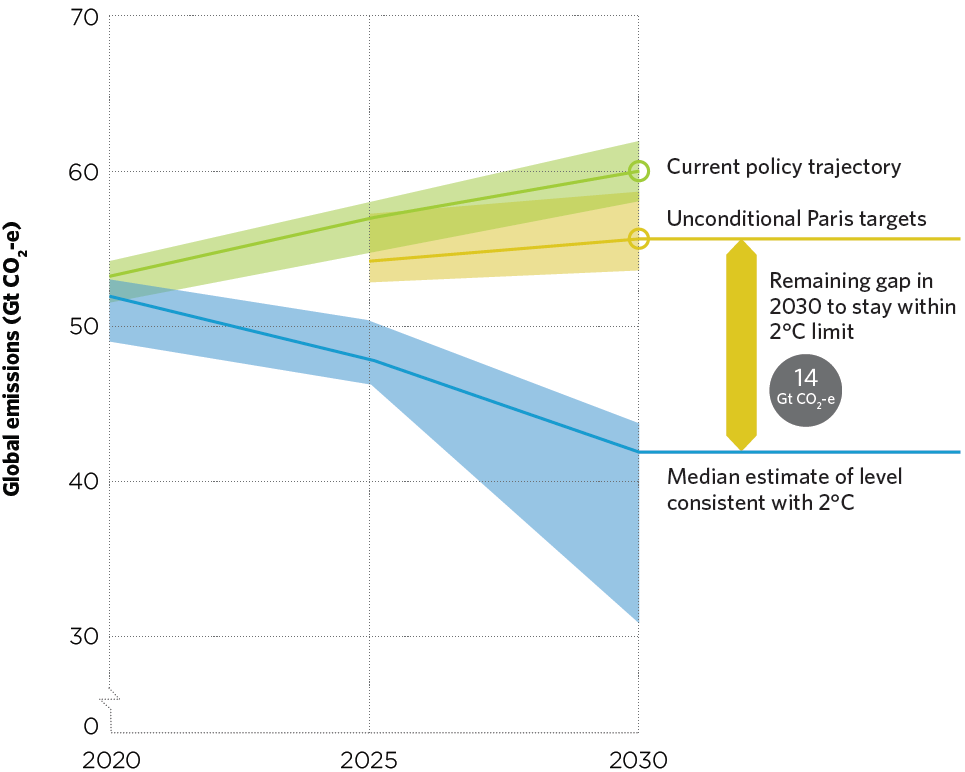 70
60
50
40
30
0
Global emissions (Gt CO₂-e)
2020
2025
2030
Current policy trajectory
Unconditional Paris targets
Remaining gap in
2030 to stay within
2°C limit
14
Gt CO₂-e
Median estimate of level
consistent with 2°C